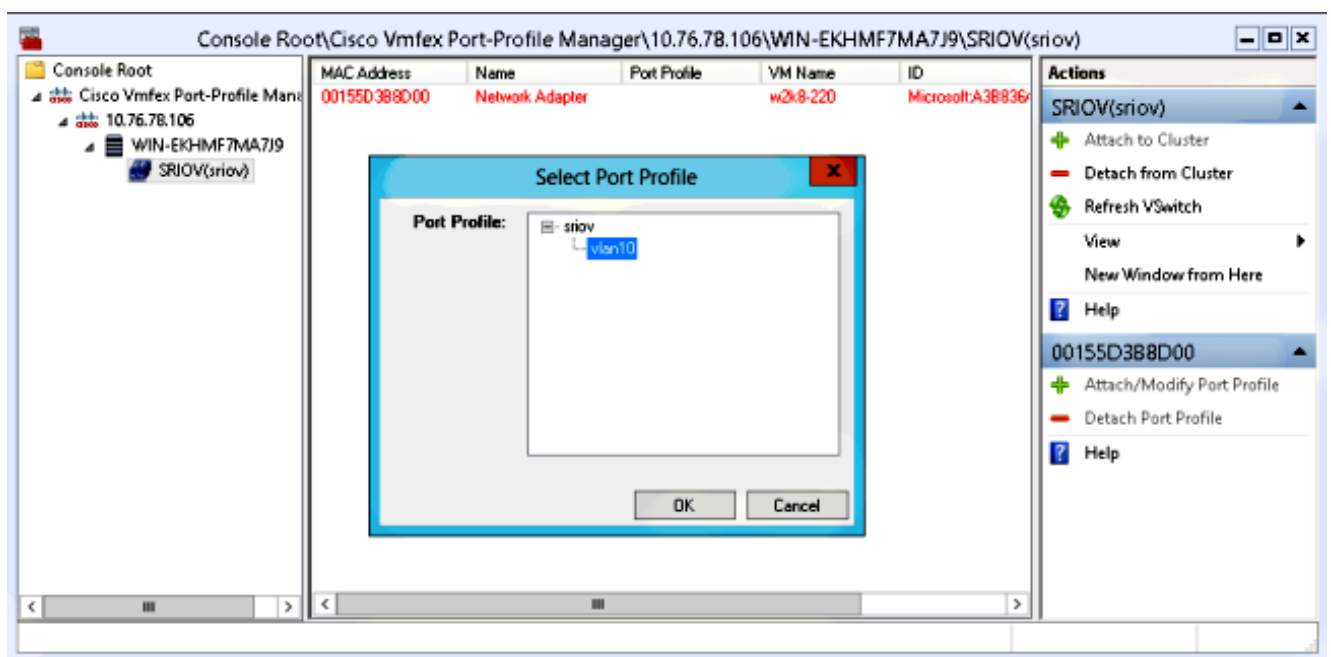 Console Root\Cisco Vmfex Port-Profile Manager\10.76.78.106\WIN-EKHMF7MA7J9\SRIOV(sriov)
Console Root
Cisco Vmfex Port-Profile Mana
10.76.78.106
WIN-EKHMF7MA7J9
SRIOV(sriov)
MAC Address Name Port Profile VM Name ID
00155D3B8D00 Network Adapter w2k8-220 Microsoft:A3B836
Select Port Profile
Port Profile:
sriov
vlan10
OK Cancel
Actions
SRIOV(sriov)
Attach to Cluster
Detach from Cluster
Refresh VSwitch
View
New Window from Here
Help
00155D3B8D00
Attach/Modify Port Profile
Detach Port Profile
Help